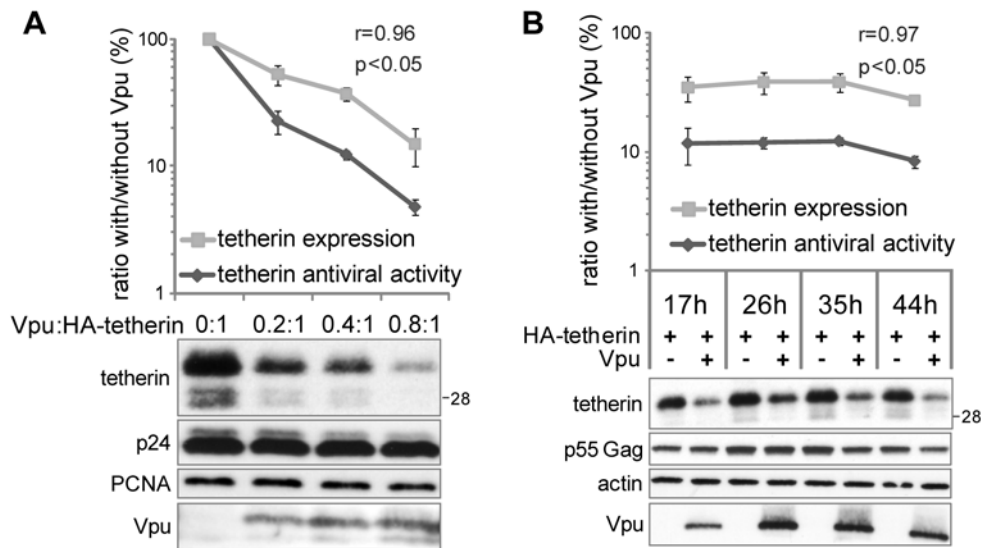 A
ratio with/without Vpu (%)
100
10
1
r=0.96
p<0.05
tetherin expression
tetherin antiviral activity
Vpu:HA-tetherin 0:1 0.2:1 0.4:1 0.8:1
tetherin
-28
p24
PCNA
Vpu
B
ratio with/without Vpu (%)
100
10
1
r=0.97
p<0.05
tetherin expression
tetherin antiviral activity
17h 26h 35h 44h
HA-tetherin + + + + + + + +
Vpu - + - + - + - +
tetherin
28
p55 Gag
actin
Vpu